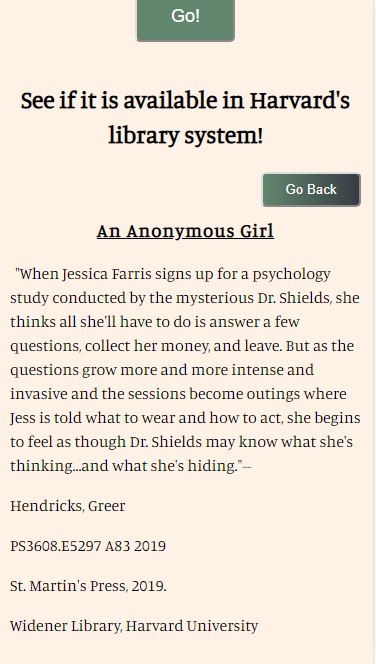 Go!
See if it is available in Harvard's
library system!
Go Back
An Anonymous Girl
"When Jessica Farris signs up for a psychology
study conducted by the mysterious Dr. Shields, she
thinks all she'll have to do is answer a few
questions, collect her money, and leave. But as the
questions grow more and more intense and
invasive and the sessions become outings where
Jess is told what to wear and how to act, she begins
to feel as though Dr. Shields may know what she's
thinking...and what she's hiding."--
Hendricks, Greer
PS3608.E5297 A83 2019
St. Martin's Press, 2019.
Widener Library, Harvard University